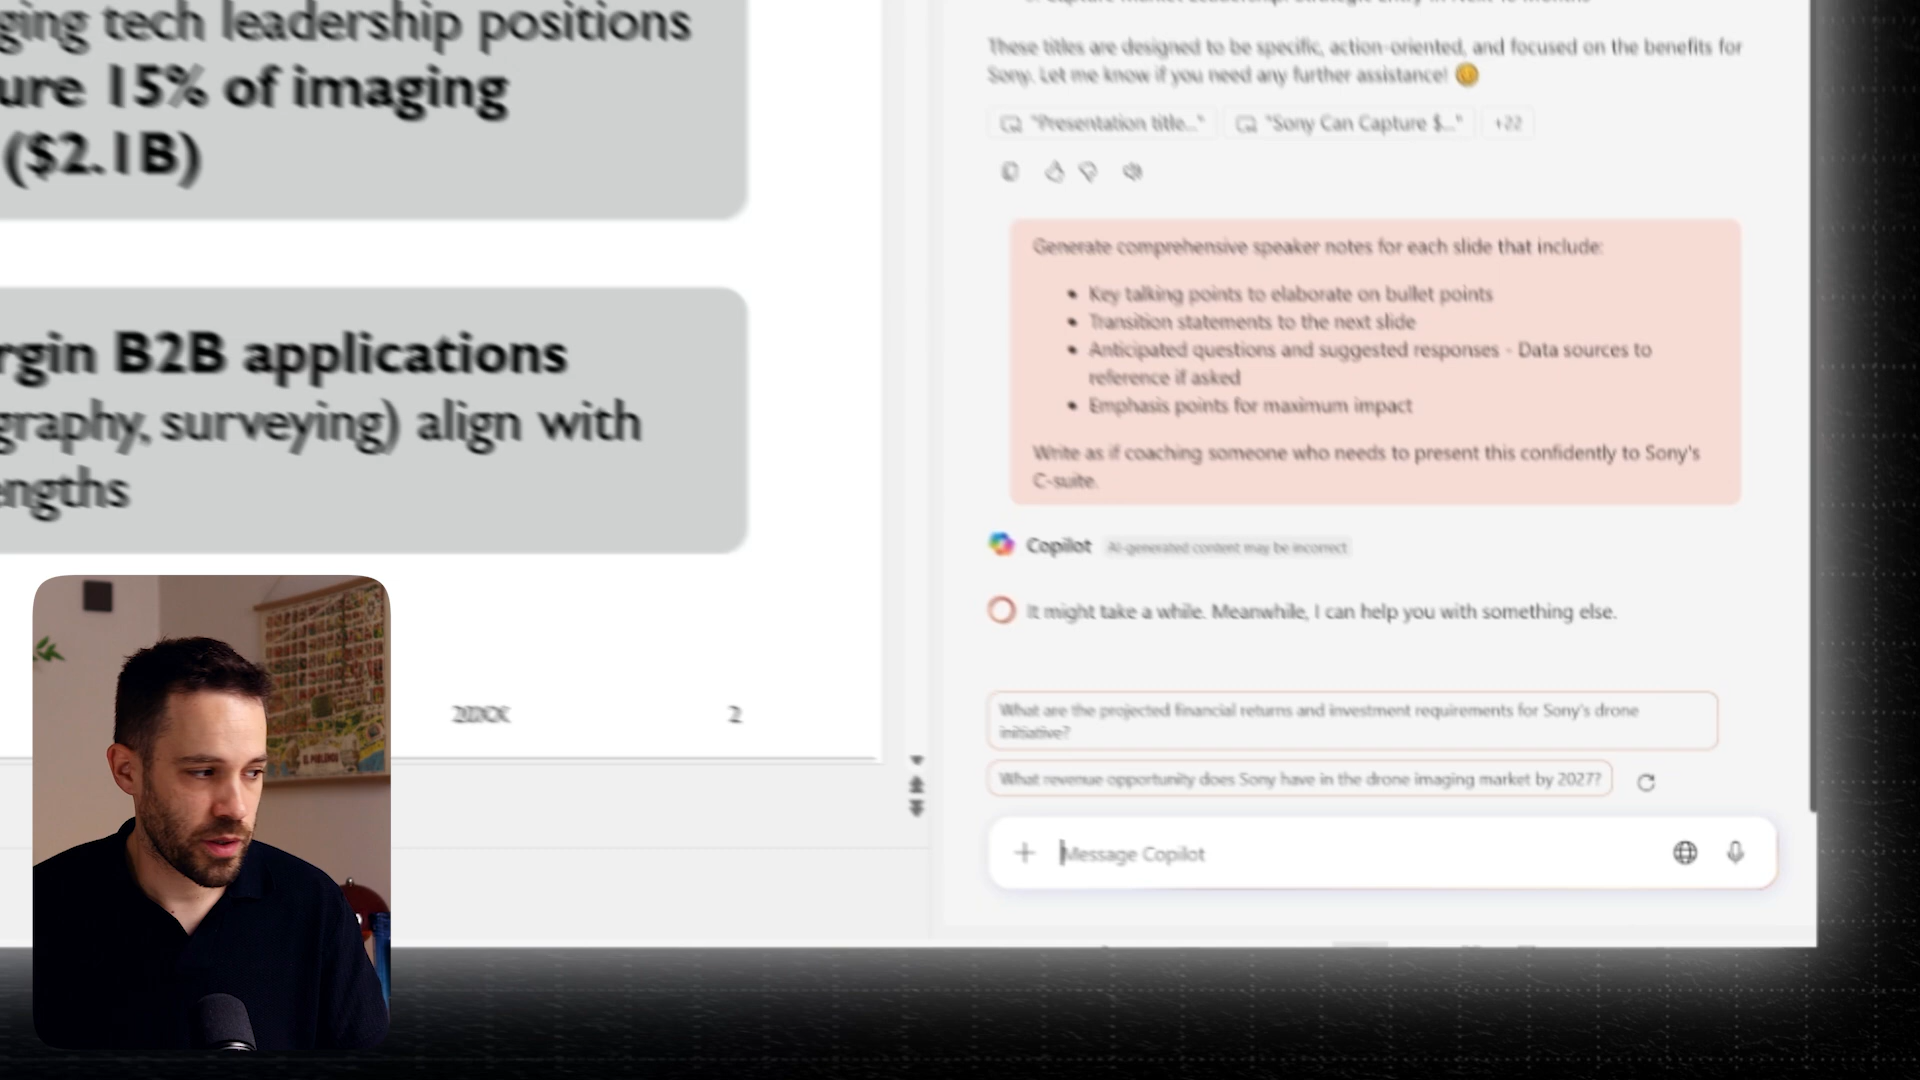 ging tech leadership positions
ure 15% of imaging
($2.1B)
rgin B2B applications
graphy, surveying) align with
engths
20XX
2
These titles are designed to be specific, action-oriented, and focused on the benefits for
Sony. Let me know if you need any further assistance!
"Presentation title..."
"Sony Can Capture $..."
+22
Generate comprehensive speaker notes for each slide that include:
• Key talking points to elaborate on bullet points
• Transition statements to the next slide
• Anticipated questions and suggested responses - Data sources to
reference if asked
• Emphasis points for maximum impact
Write as if coaching someone who needs to present this confidently to Sony's
C-suite.
Copilot
AI-generated content may be incorrect
It might take a while. Meanwhile, I can help you with something else.
What are the projected financial returns and investment requirements for Sony's drone
initiative?
What revenue opportunity does Sony have in the drone imaging market by 2027?
Message Copilot